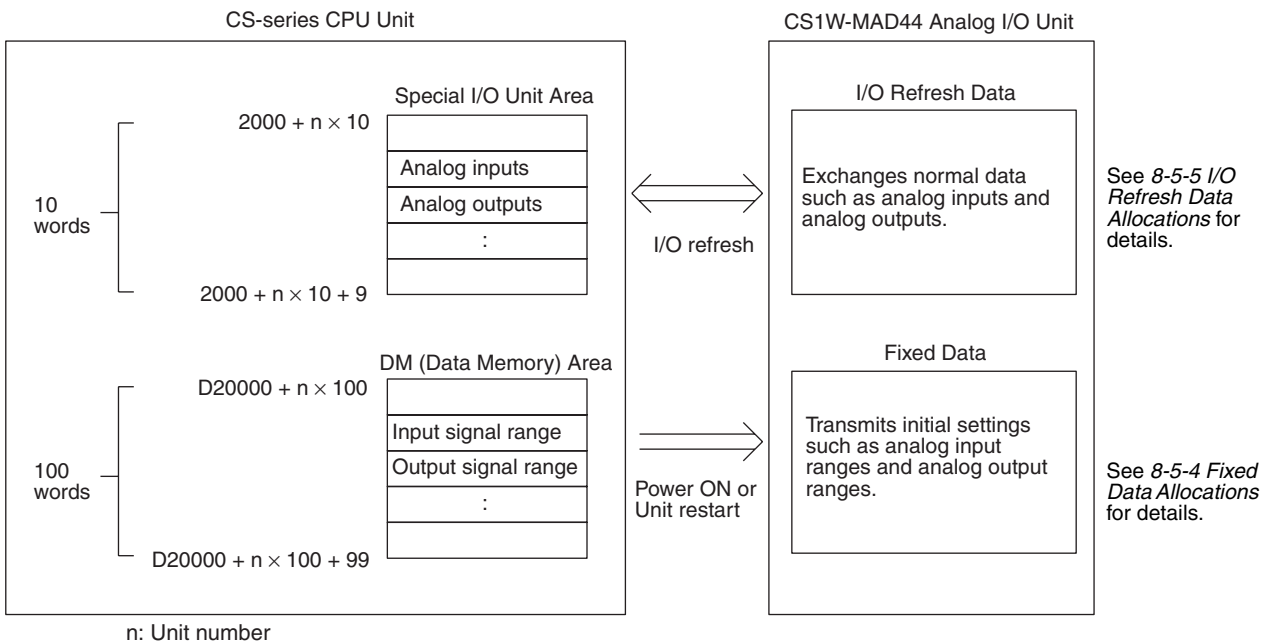 CS-series CPU Unit
CS1W-MAD44 Analog I/O Unit
Special I/O Unit Area
2000 + n × 10
Analog inputs
Analog outputs
:
10
words
2000 + n × 10 + 9
I/O refresh
I/O Refresh Data
Exchanges normal data
such as analog inputs and
analog outputs.
See 8-5-5 I/O
Refresh Data
Allocations for
details.
DM (Data Memory) Area
D20000 + n × 100
Input signal range
Output signal range
:
100
words
D20000 + n × 100 + 99
Power ON or
Unit restart
Fixed Data
Transmits initial settings
such as analog input
ranges and analog output
ranges.
See 8-5-4 Fixed
Data Allocations
for details.
n: Unit number